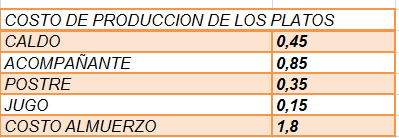 COSTO DE PRODUCCION DE LOS PLATOS
CALDO 0,45
ACOMPAÑANTE 0,85
POSTRE 0,35
JUGO 0,15
COSTO ALMUERZO 1,8